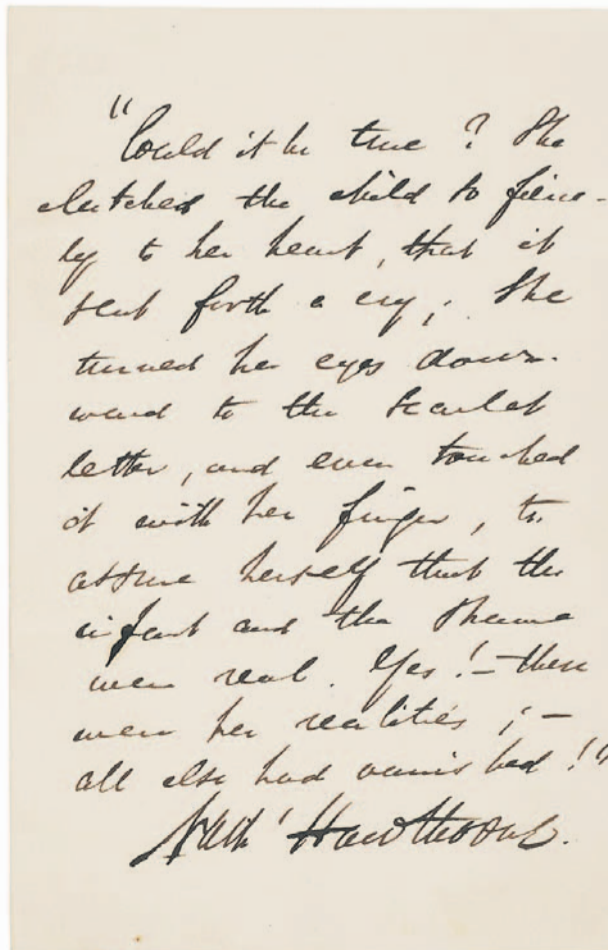 "Could it be true? She
clutched the child so fierce-
ly to her heart, that it
sent forth a cry; She
turned her eyes down-
ward to the scarlet
letter, and even touched
it with her finger, to
assure herself that the
infant and the shame
were real. Yes!—these
were her realities;—
all else had vanished!"
Nath' Hawthorne.